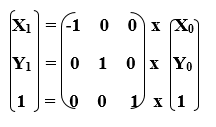 X₁ = -1 0 0 x X₀
Y₁ = 0 1 0 x Y₀
1 = 0 0 1 x 1